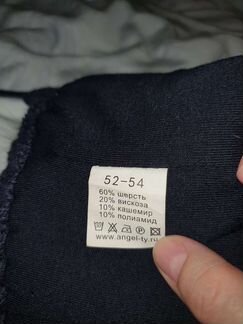 52-54
60% шерсть
20% вискоза
10% кашемир
10% полиамид
www.angel-ty.ru